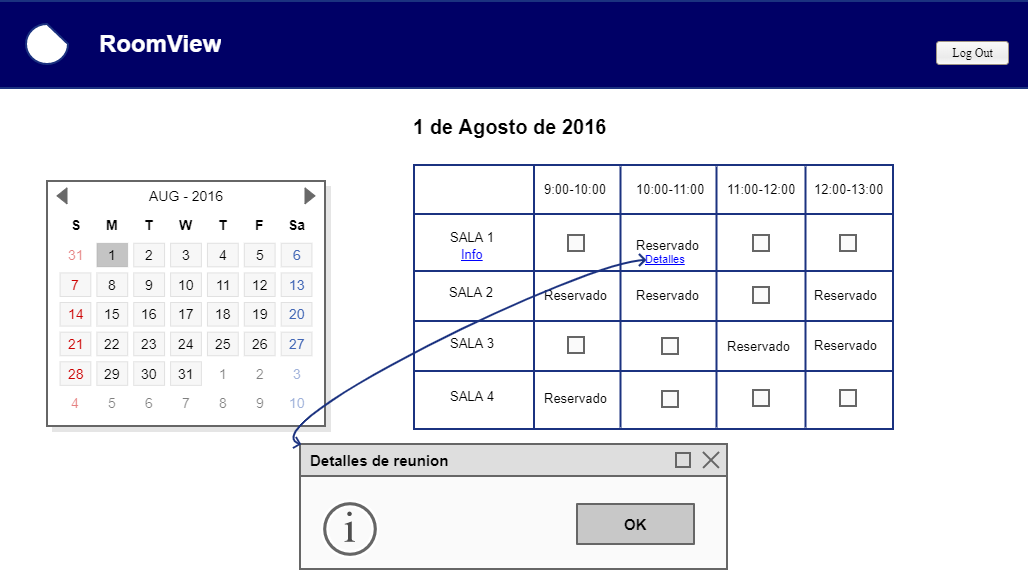 RoomView
Log Out
1 de Agosto de 2016
AUG - 2016
S M T W T F Sa
31 1 2 3 4 5 6
7 8 9 10 11 12 13
14 15 16 17 18 19 20
21 22 23 24 25 26 27
28 29 30 31 1 2 3
4 5 6 7 8 9 10
9:00-10:00 10:00-11:00 11:00-12:00 12:00-13:00
SALA 1 Reservado
Info Detalles
SALA 2 Reservado Reservado Reservado
SALA 3 Reservado Reservado
SALA 4 Reservado
Detalles de reunion
i OK